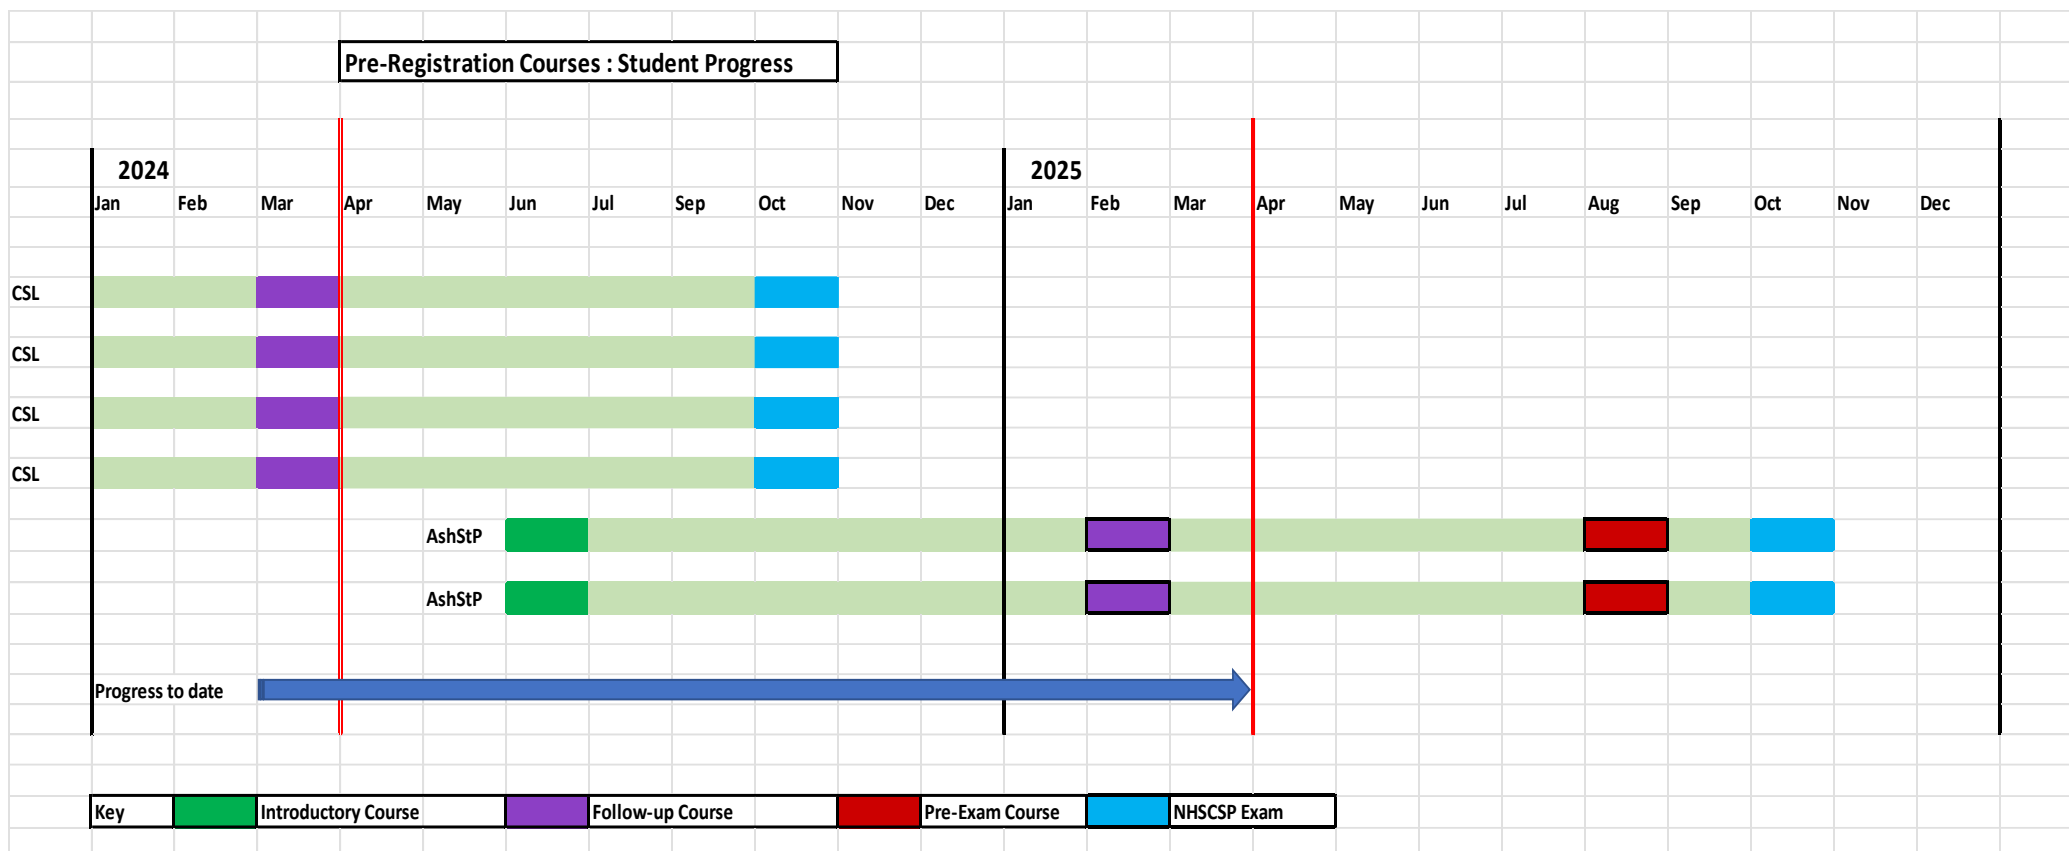 Pre-Registration Courses : Student Progress
2024 2025
Jan Feb Mar Apr May Jun Jul Sep Oct Nov Dec Jan Feb Mar Apr May Jun Jul Aug Sep Oct Nov Dec
CSL
CSL
CSL
CSL
AshStP
AshStP
Progress to date
Key Introductory Course Follow-up Course Pre-Exam Course NHSCSP Exam